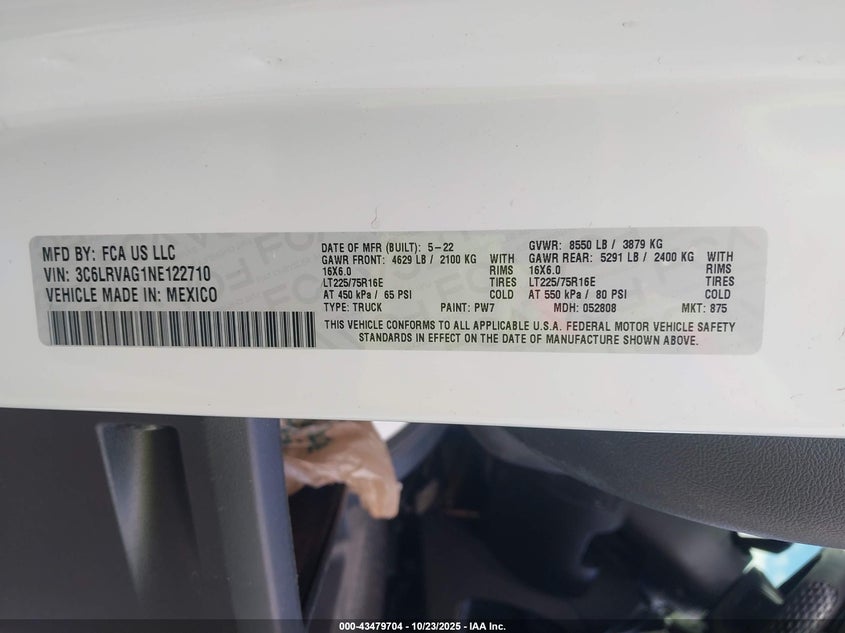 MFD BY: FCA US LLC
VIN: 3C6LRVAG1NE122710
VEHICLE MADE IN: MEXICO
DATE OF MFR (BUILT): 5-22
GVWR: 8550 LB / 3879 KG
GAWR FRONT: 4629 LB / 2100 KG WITH
16X6.0 RIMS
LT225/75R16E TIRES
AT 450 kPa / 65 PSI COLD
GAWR REAR: 5291 LB / 2400 KG WITH
16X6.0 RIMS
LT225/75R16E TIRES
AT 550 kPa / 80 PSI COLD
TYPE: TRUCK PAINT: PW7 MDH: 052808 MKT: 875
THIS VEHICLE CONFORMS TO ALL APPLICABLE U.S.A. FEDERAL MOTOR VEHICLE SAFETY
STANDARDS IN EFFECT ON THE DATE OF MANUFACTURE SHOWN ABOVE.
000-43479704 - 10/23/2025 - IAA Inc.